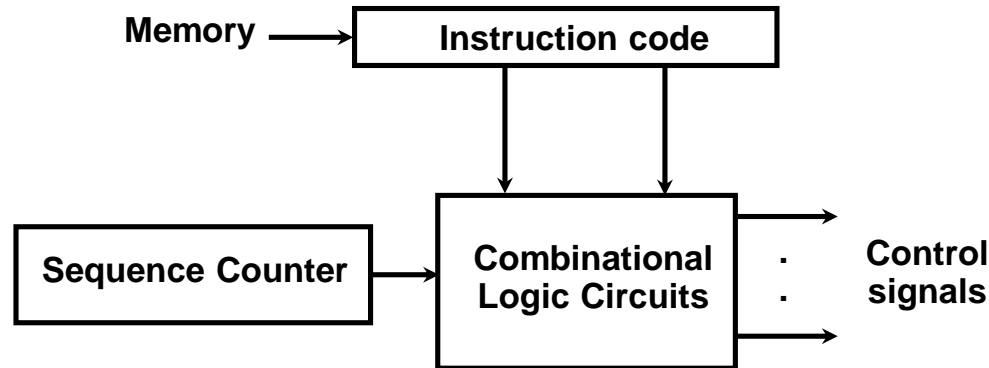 Memory
Instruction code
Sequence Counter
Combinational
Logic Circuits
.
.
Control
signals